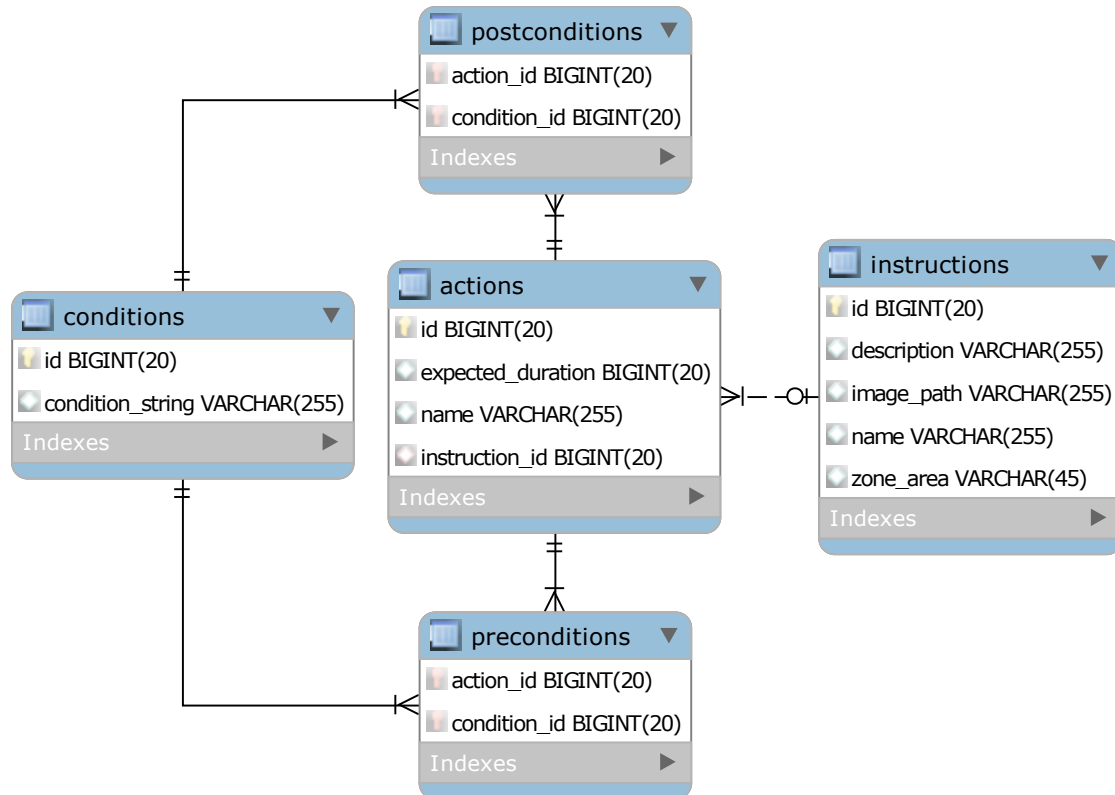 postconditions
action_id BIGINT(20)
condition_id BIGINT(20)
Indexes
conditions
id BIGINT(20)
condition_string VARCHAR(255)
Indexes
actions
id BIGINT(20)
expected_duration BIGINT(20)
name VARCHAR(255)
instruction_id BIGINT(20)
Indexes
instructions
id BIGINT(20)
description VARCHAR(255)
image_path VARCHAR(255)
name VARCHAR(255)
zone_area VARCHAR(45)
Indexes
preconditions
action_id BIGINT(20)
condition_id BIGINT(20)
Indexes